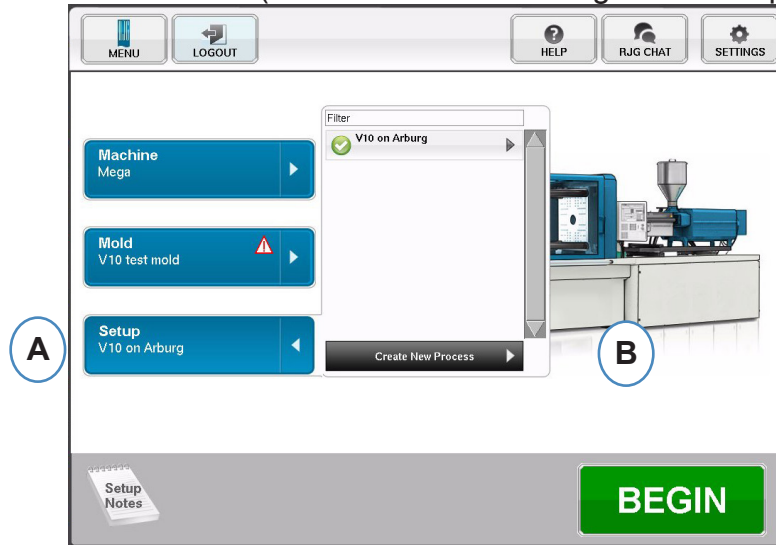 MENU
LOGOUT
HELP
RJG CHAT
SETTINGS
Filter
V10 on Arburg
Machine
Mega
Mold
V10 test mold
A
Setup
V10 on Arburg
Create New Process
B
Setup
Notes
BEGIN